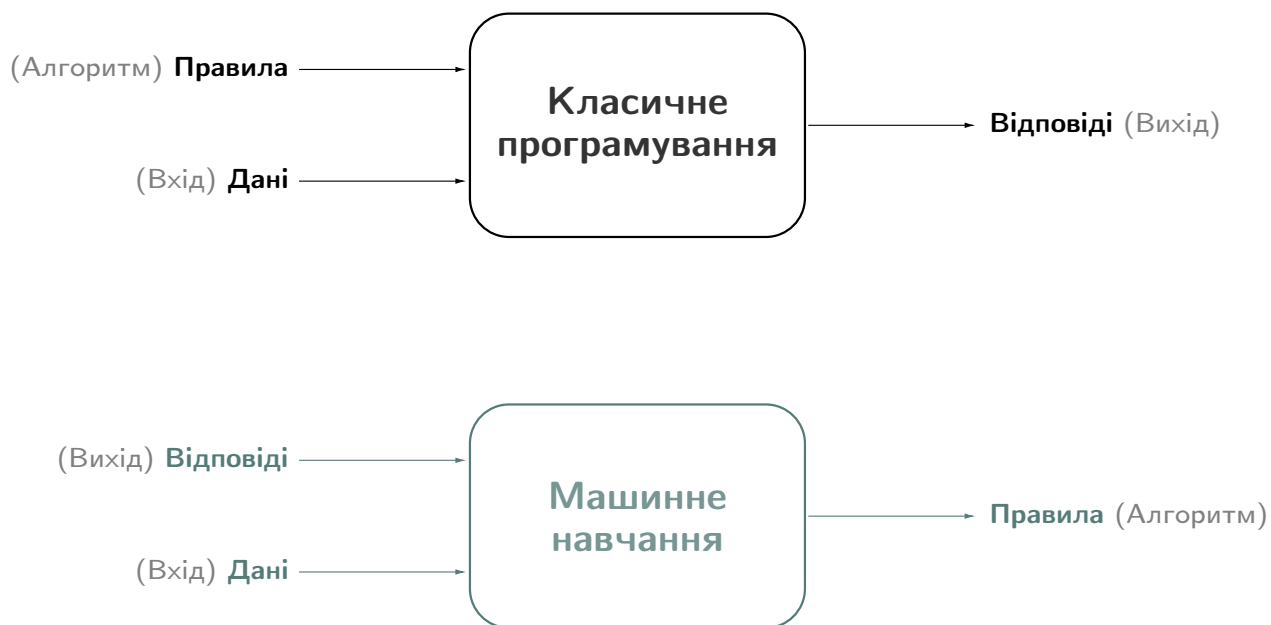 (Алгоритм) Правила
(Вхід) Дані
Класичне
програмування
Відповіді (Вихід)
(Вихід) Відповіді
(Вхід) Дані
Машинне
навчання
Правила (Алгоритм)